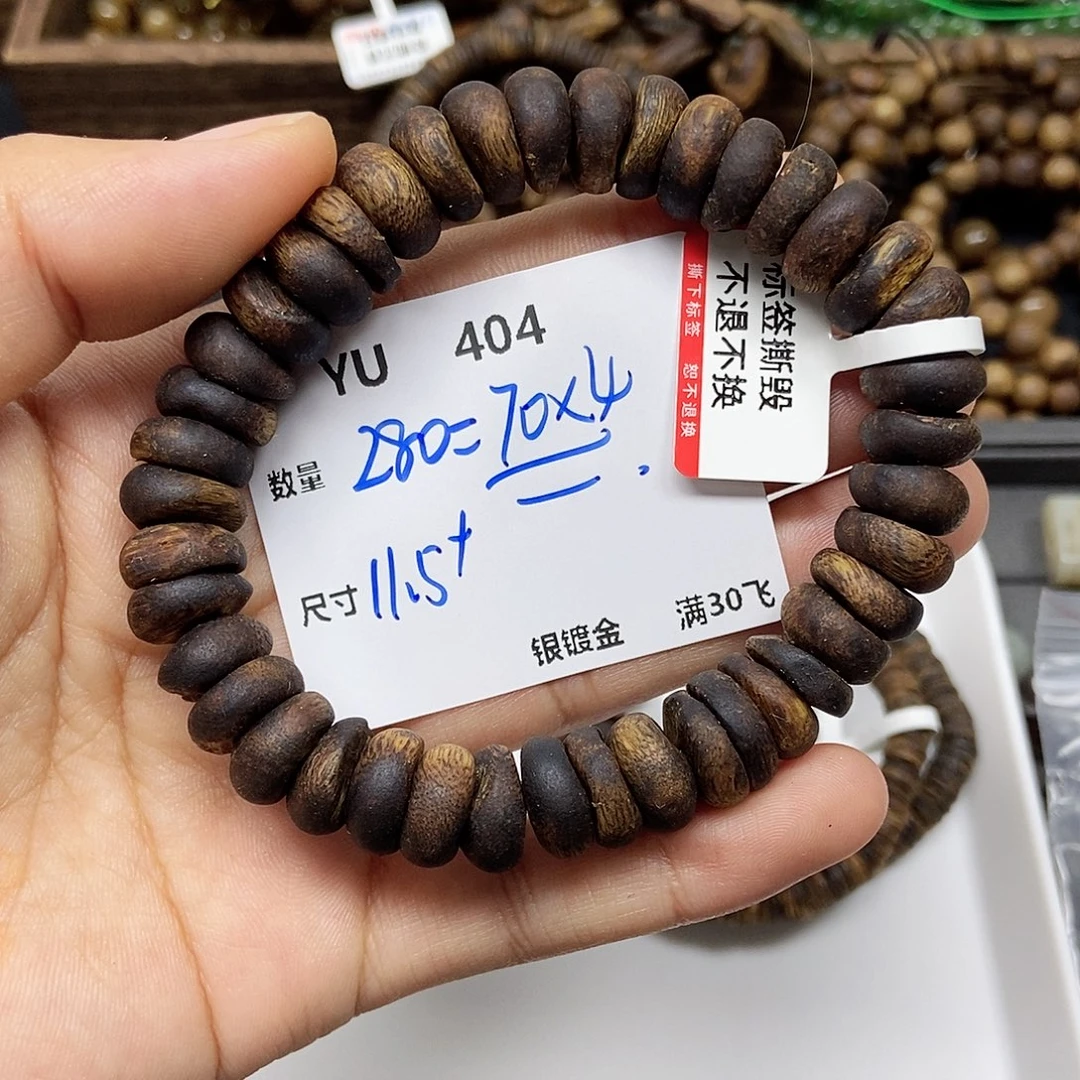 YU 404
数量 280=70×4.
尺寸 11.5+
银镀金 满30飞
撕下标签 恕不退换
标签撕毁
不退不换